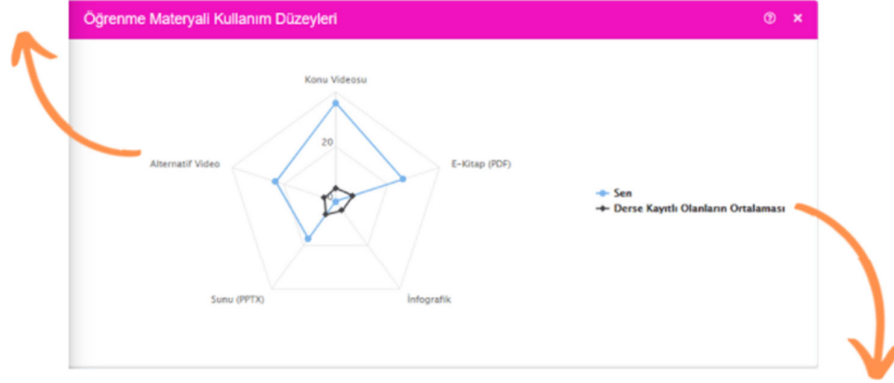 Öğrenme Materyali Kullanım Düzeyleri
Konu Videosu
20
Alternatif Video
E-Kitap (PDF)
0
Sen
Derse Kayıtlı Olanların Ortalaması
Sunu (PPTX)
İnfografik